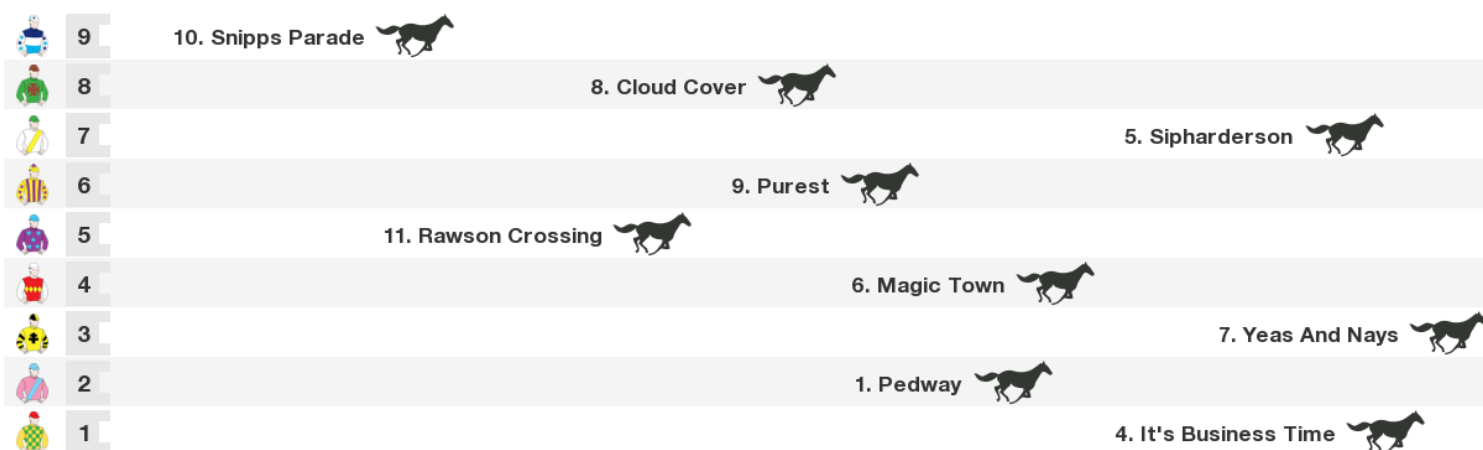 9 10. Snipps Parade
8 8. Cloud Cover
7 5. Sipharderson
6 9. Purest
5 11. Rawson Crossing
4 6. Magic Town
3 7. Yeas And Nays
2 1. Pedway
1 4. It's Business Time